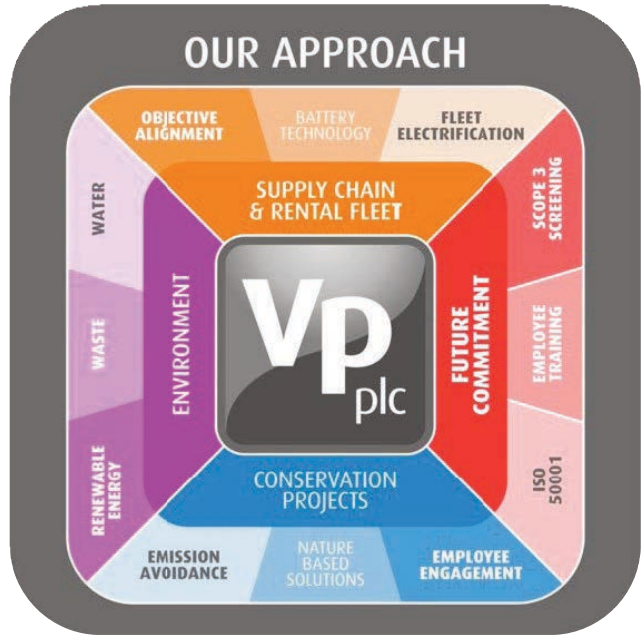 OUR APPROACH
OBJECTIVE
ALIGNMENT
BATTERY
TECHNOLOGY
FLEET
ELECTRIFICATION
SUPPLY CHAIN
& RENTAL FLEET
WATER
WASTE
RENEWABLE
ENERGY
ENVIRONMENT
Vp
plc
FUTURE
COMMITMENT
SCOPE 3
SCREENING
EMPLOYEE
TRAINING
ISO
50001
CONSERVATION
PROJECTS
EMISSION
AVOIDANCE
NATURE
BASED
SOLUTIONS
EMPLOYEE
ENGAGEMENT